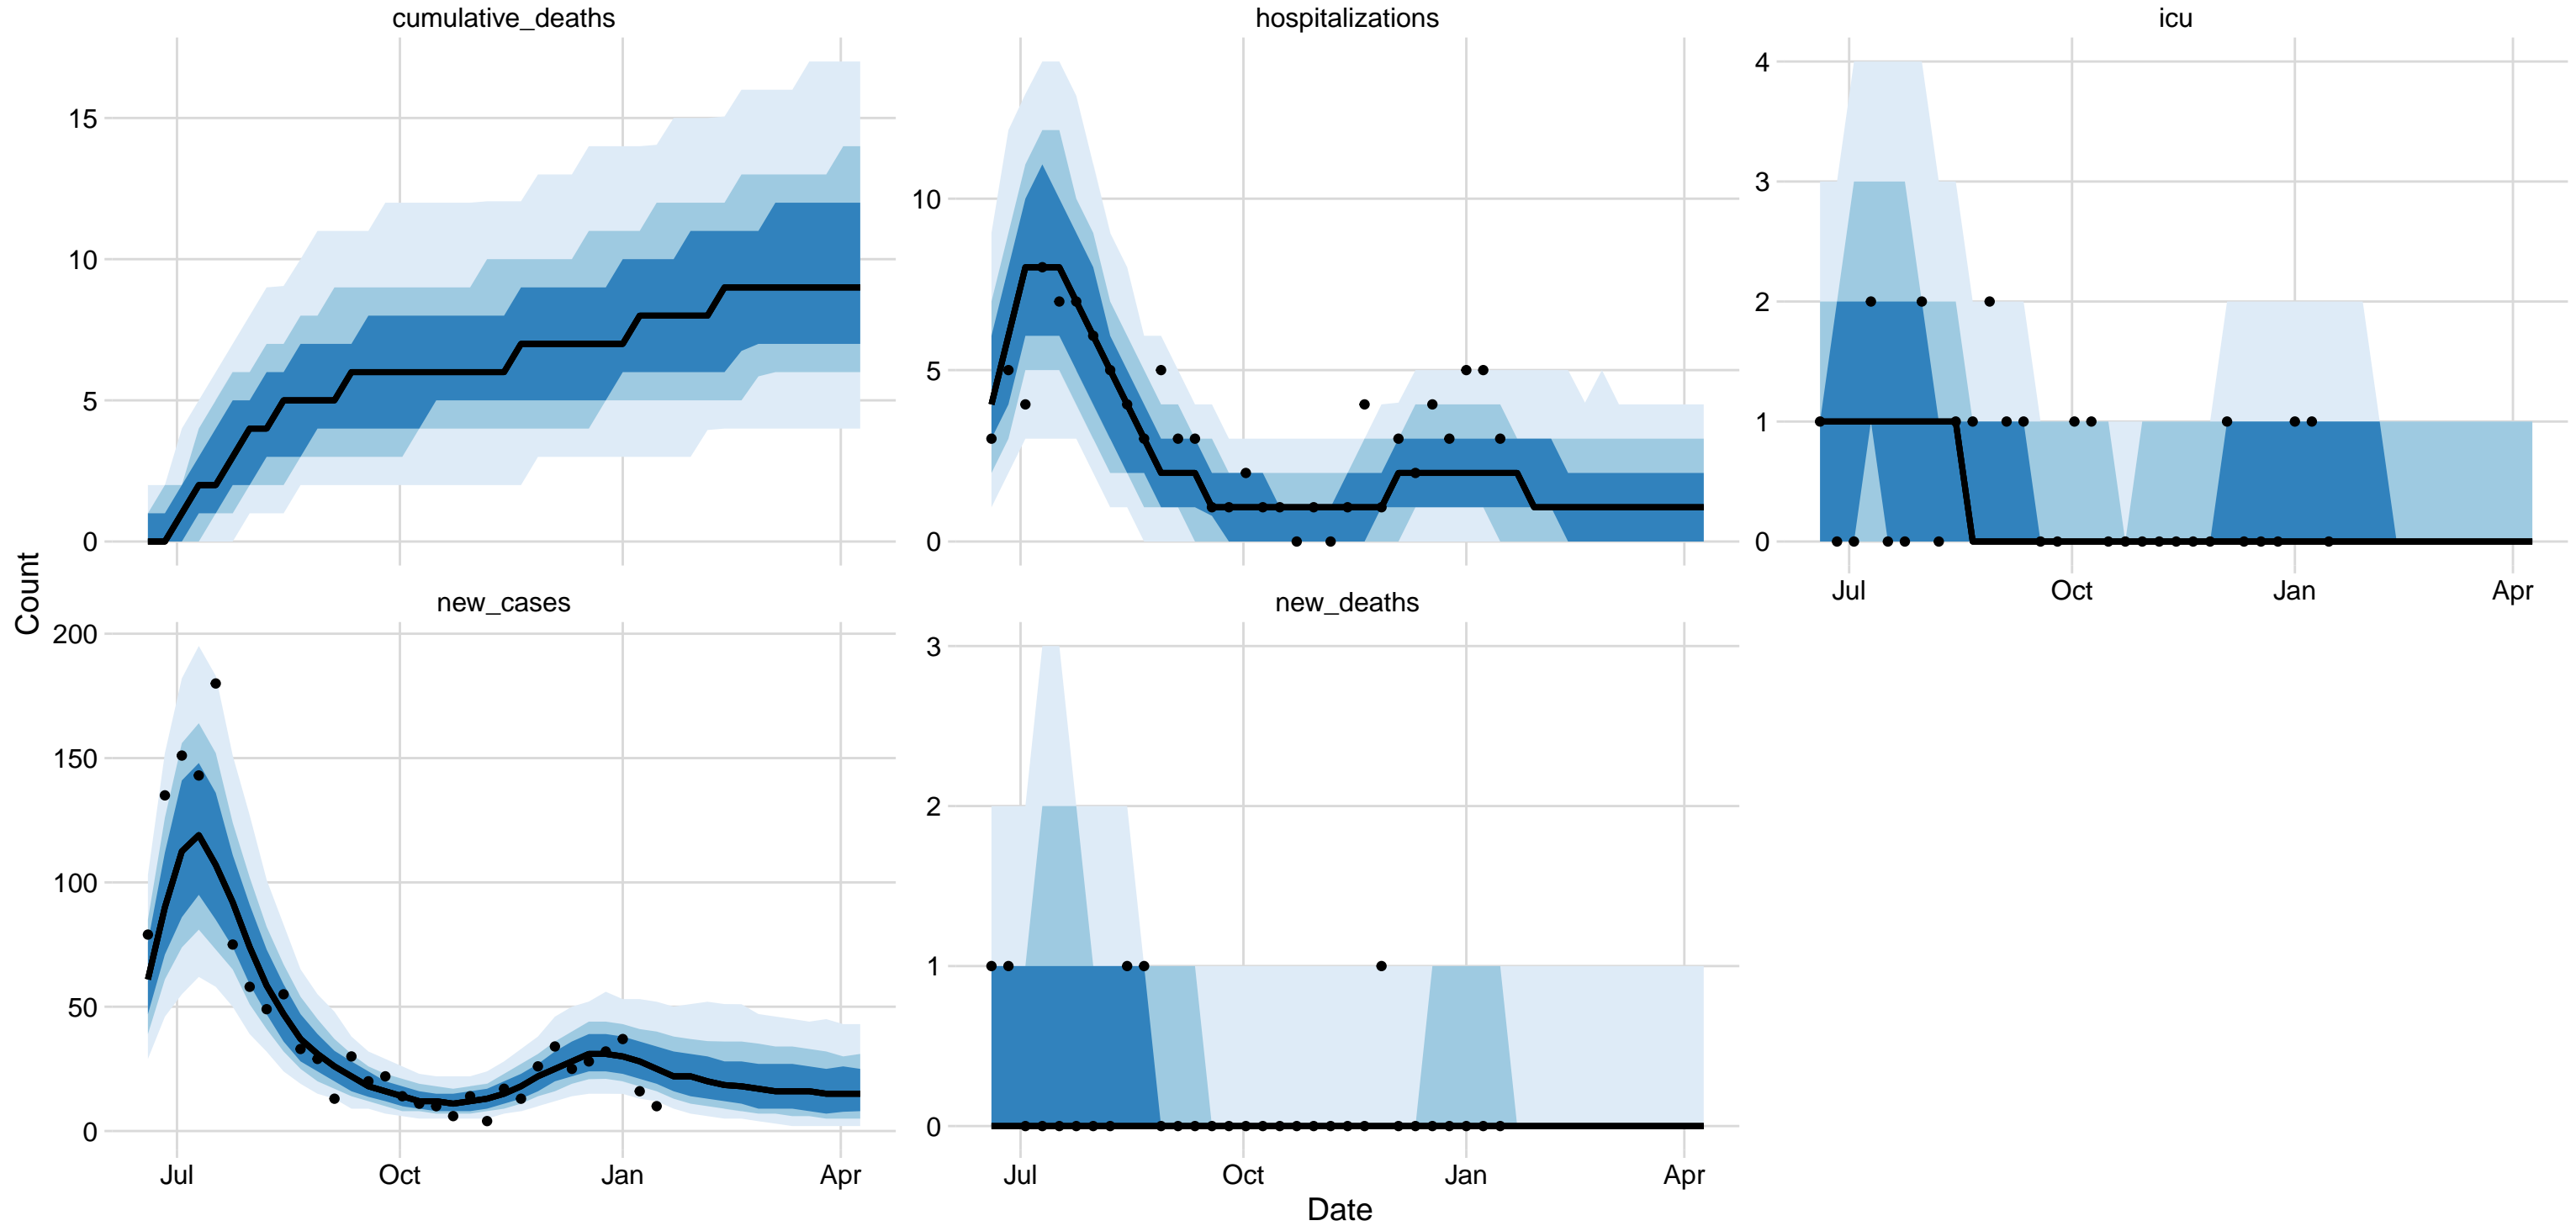 cumulative_deaths
hospitalizations
icu
15
10
5
0
10
5
0
4
3
2
1
0
Jul Oct Jan Apr
Count
new_cases
new_deaths
200
150
100
50
0
3
2
1
0
Jul Oct Jan Apr
Jul Oct Jan Apr
Date